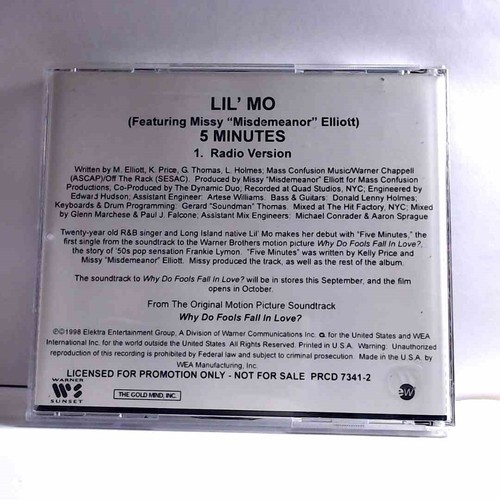 LIL' MO
(Featuring Missy "Misdemeanor" Elliott)
5 MINUTES
1. Radio Version
Written by M. Elliott, K. Price, G. Thomas, L. Holmes; Mass Confusion Music/Warner Chappell
(ASCAP)/Off The Rack (SESAC). Produced by Missy "Misdemeanor" Elliott for Mass Confusion
Productions; Co-Produced by The Dynamic Duo; Recorded at Quad Studios, NYC; Engineered by
Edward J Hudson; Assistant Engineer: Artese Williams. Bass & Guitars: Donald Lenny Holmes;
Keyboards & Drum Programming: Gerard "Soundman" Thomas. Mixed at The Hit Factory, NYC; Mixed
by Glenn Marchese & Paul J. Falcone; Assistant Mix Engineers: Michael Conrader & Aaron Sprague
Twenty-year old R&B singer and Long Island native Lil' Mo makes her debut with "Five Minutes," the
first single from the soundtrack to the Warner Brothers motion picture Why Do Fools Fall In Love?,
the story of '50s pop sensation Frankie Lymon. "Five Minutes" was written by Kelly Price and
Missy "Misdemeanor" Elliott. Missy produced the track, as well as the rest of the album.
The soundtrack to Why Do Fools Fall In Love? will be in stores this September, and the film
opens in October.
From The Original Motion Picture Soundtrack
Why Do Fools Fall In Love?
℗©1998 Elektra Entertainment Group, A Division of Warner Communications Inc. for the United States and WEA
International Inc. for the world outside the United States. All Rights Reserved. Printed in U.S.A. Warning: Unauthorized
reproduction of this recording is prohibited by Federal law and subject to criminal prosecution. Made in the U.S.A. by
WEA Manufacturing, Inc.
LICENSED FOR PROMOTION ONLY - NOT FOR SALE PRCD 7341-2
WARNER
SUNSET
THE GOLD MIND, INC.
ew